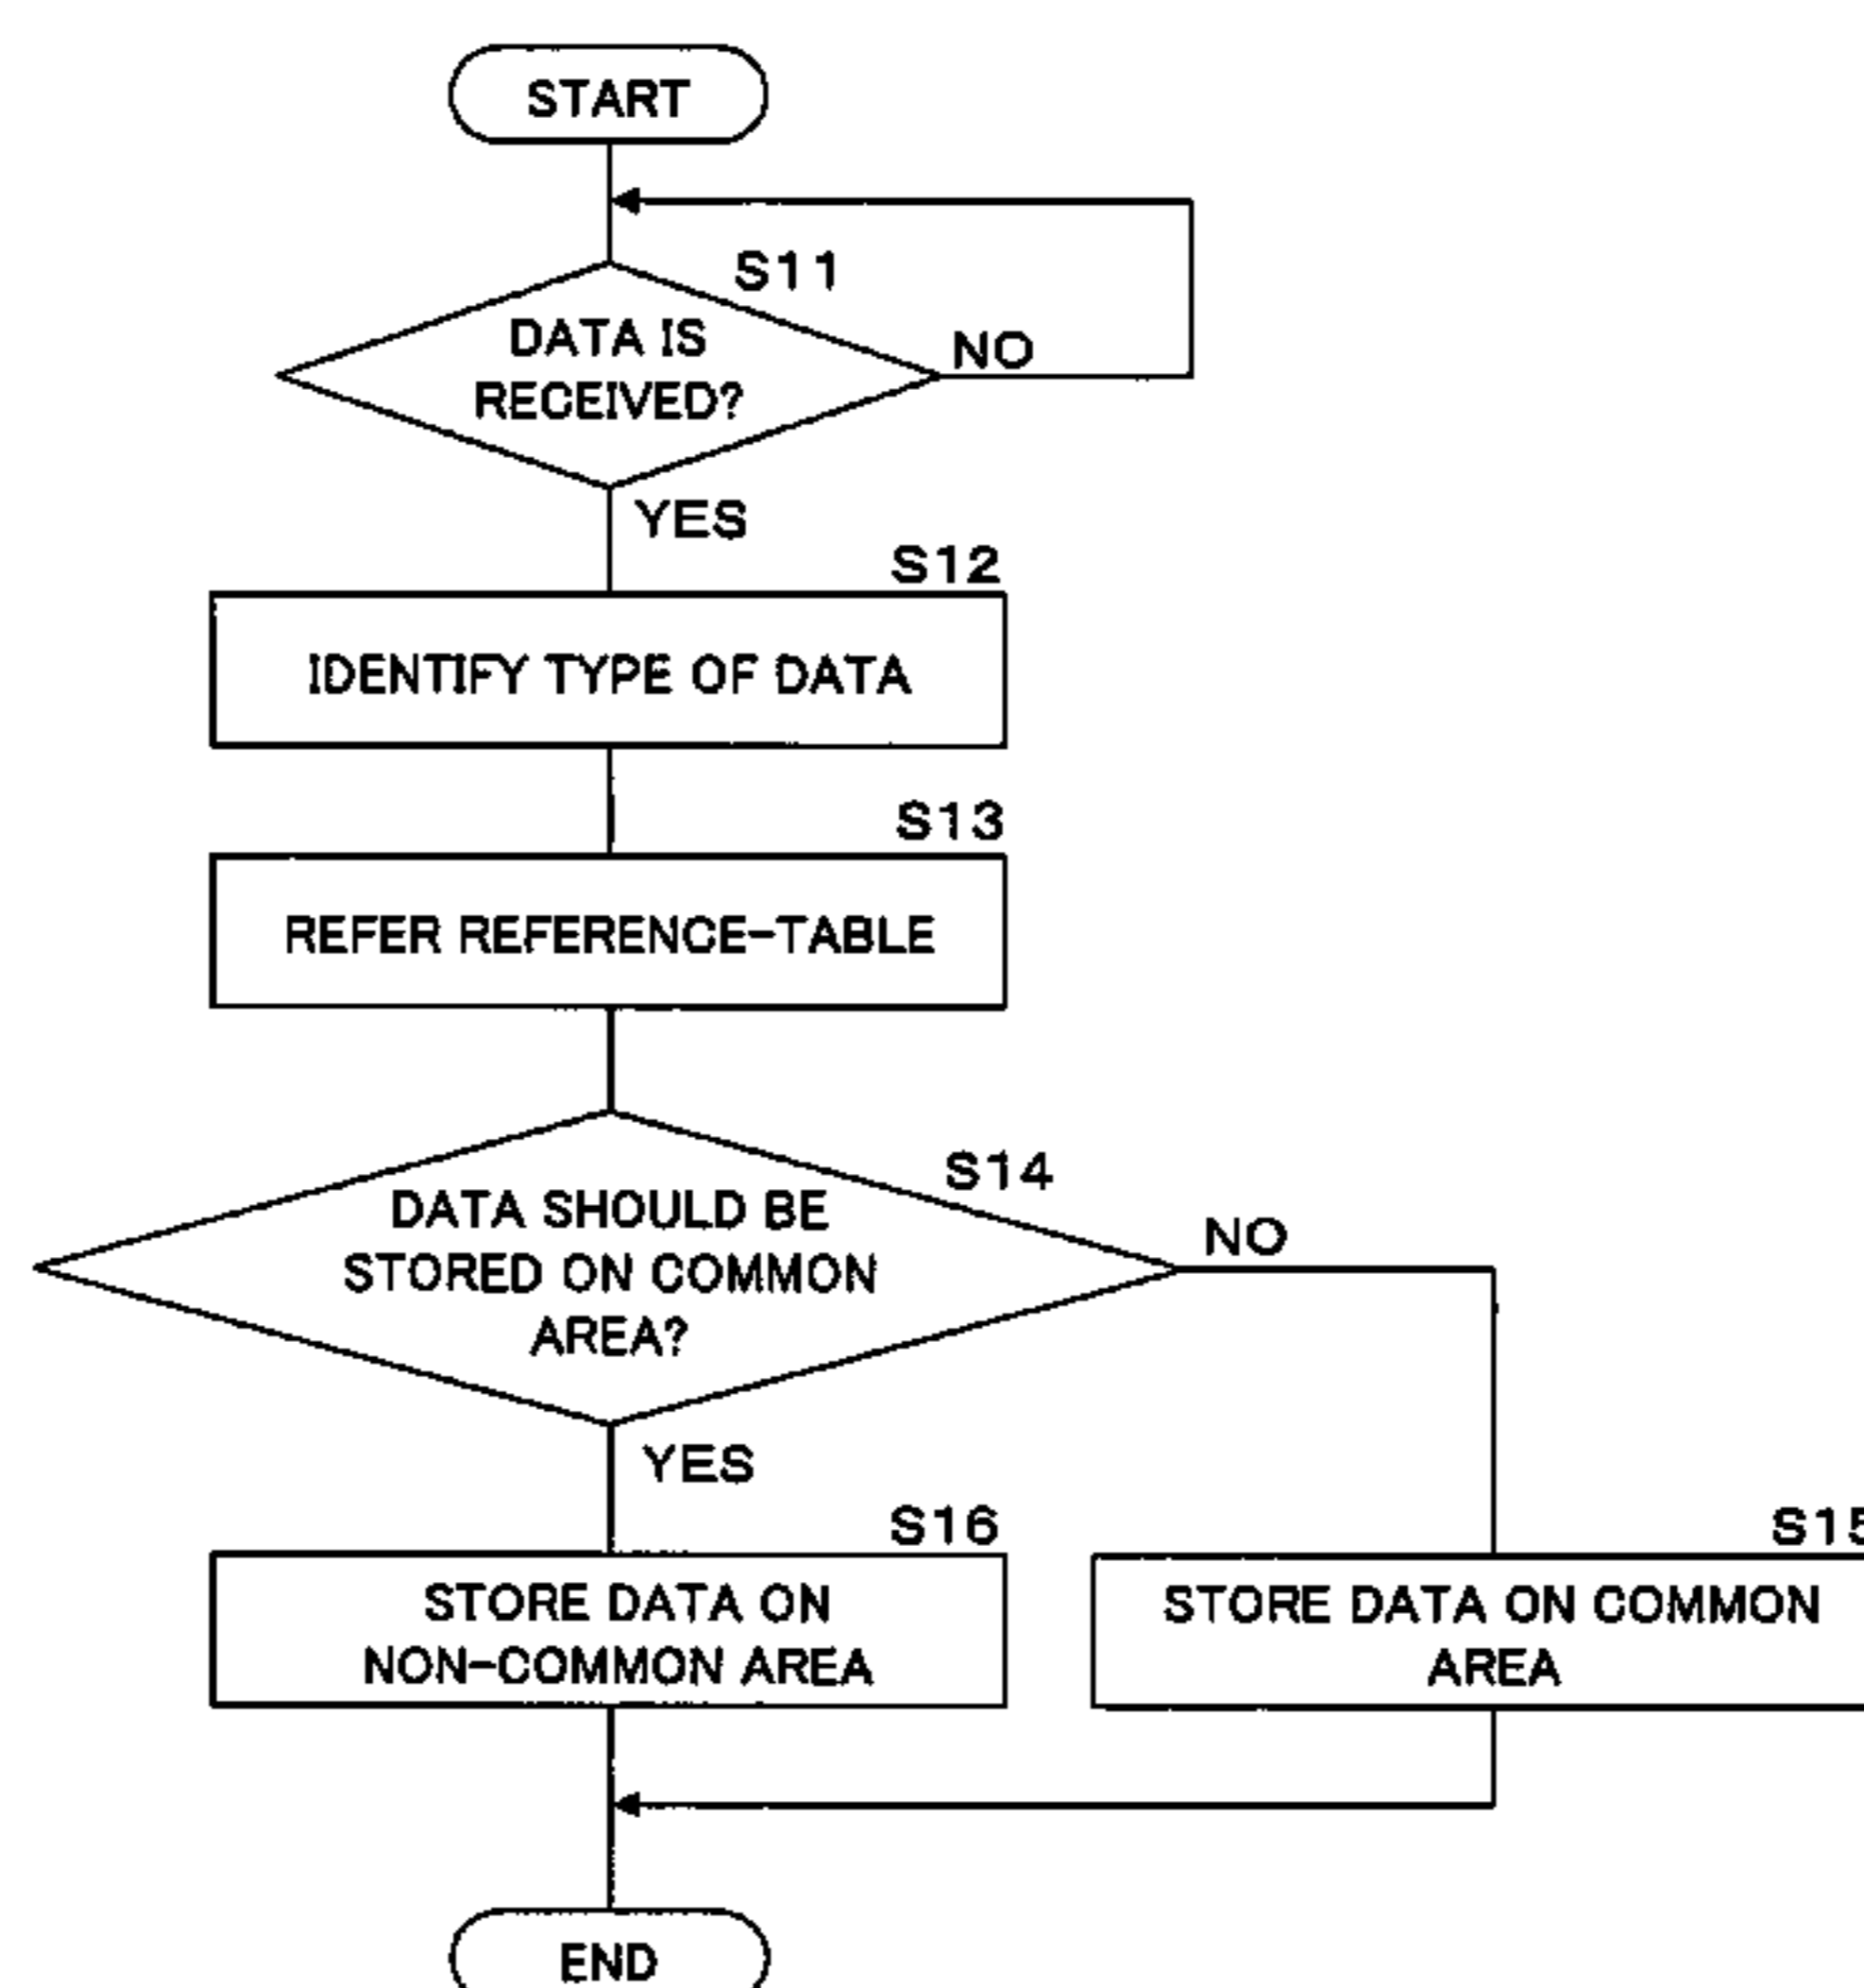 START
S11
DATA IS
RECEIVED?
NO
YES
S12
IDENTIFY TYPE OF DATA
S13
REFER REFERENCE-TABLE
S14
DATA SHOULD BE
STORED ON COMMON
AREA?
NO
YES
S16
STORE DATA ON
NON-COMMON AREA
S15
STORE DATA ON COMMON
AREA
END